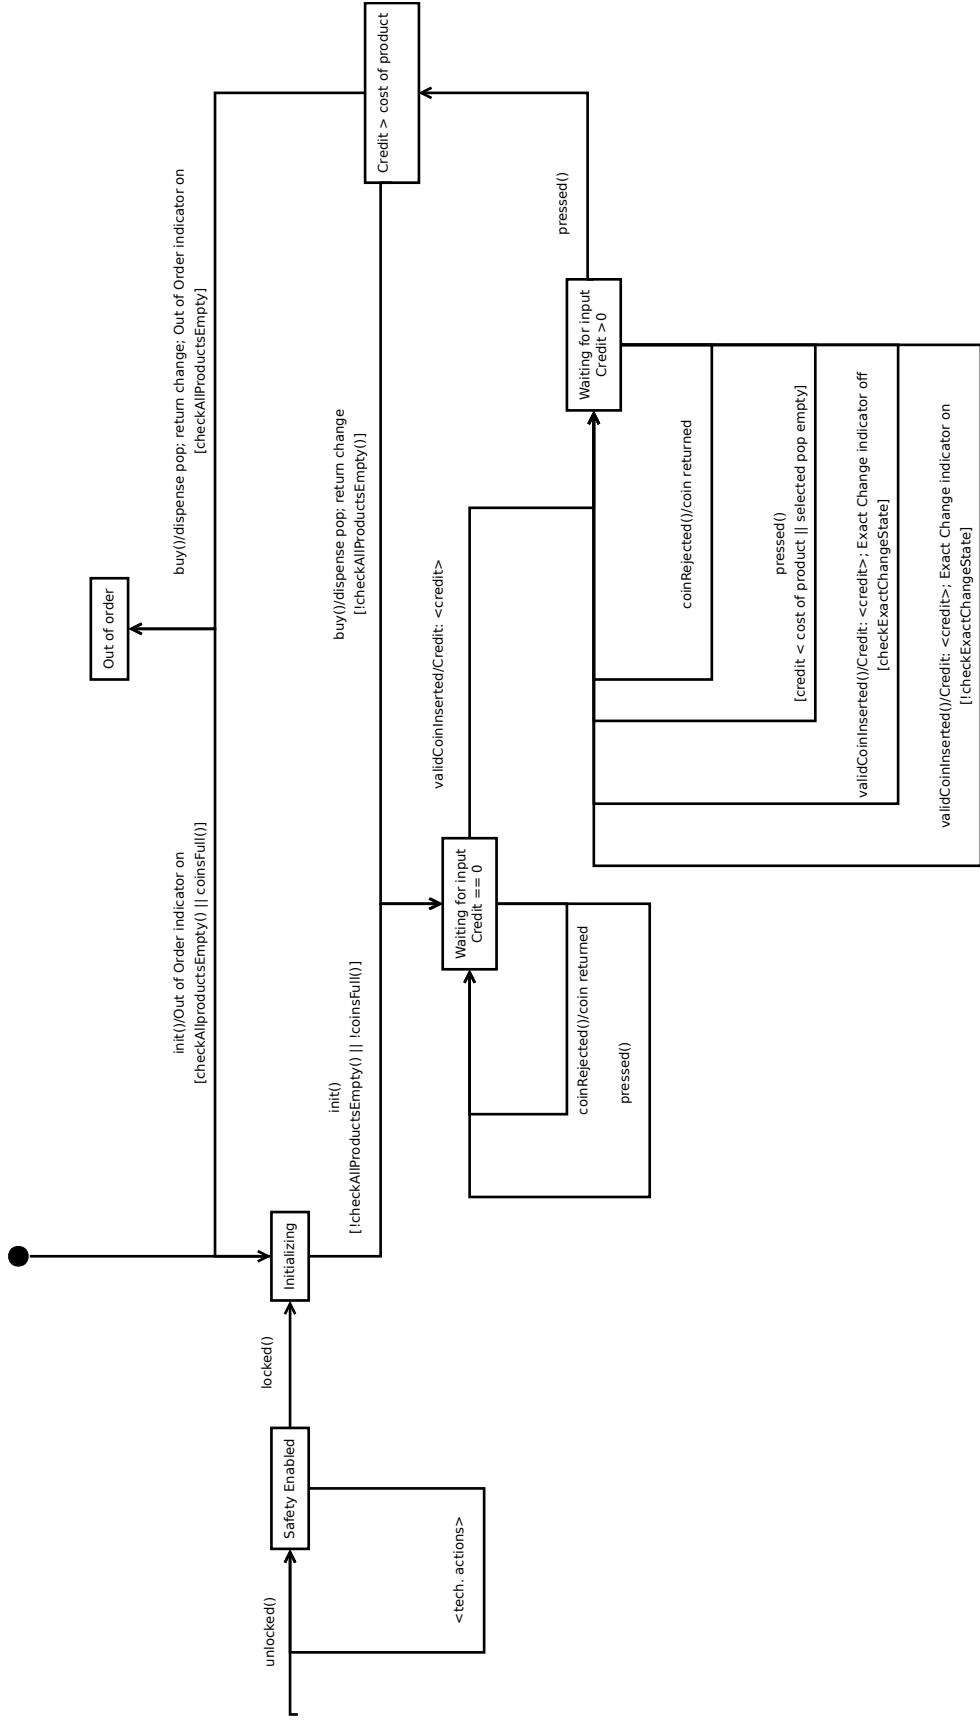 unlocked()
<tech. actions>
Safety Enabled
locked()
Initializing
init()/Out of Order indicator on
[checkAllproductsEmpty() || coinsFull()]
Out of order
buy()/dispense pop; return change; Out of Order indicator on
[checkAllProductsEmpty]
init()
[!checkAllProductsEmpty() || !coinsFull()]
buy()/dispense pop; return change
[!checkAllProductsEmpty()]
Credit > cost of product
Waiting for input
Credit == 0
coinRejected()/coin returned
pressed()
validCoinInserted/Credit: <credit>
Waiting for input
Credit >0
pressed()
coinRejected()/coin returned
pressed()
[credit < cost of product || selected pop empty]
validCoinInserted()/Credit: <credit>; Exact Change indicator off
[checkExactChangeState]
validCoinInserted()/Credit: <credit>; Exact Change indicator on
[!checkExactChangeState]